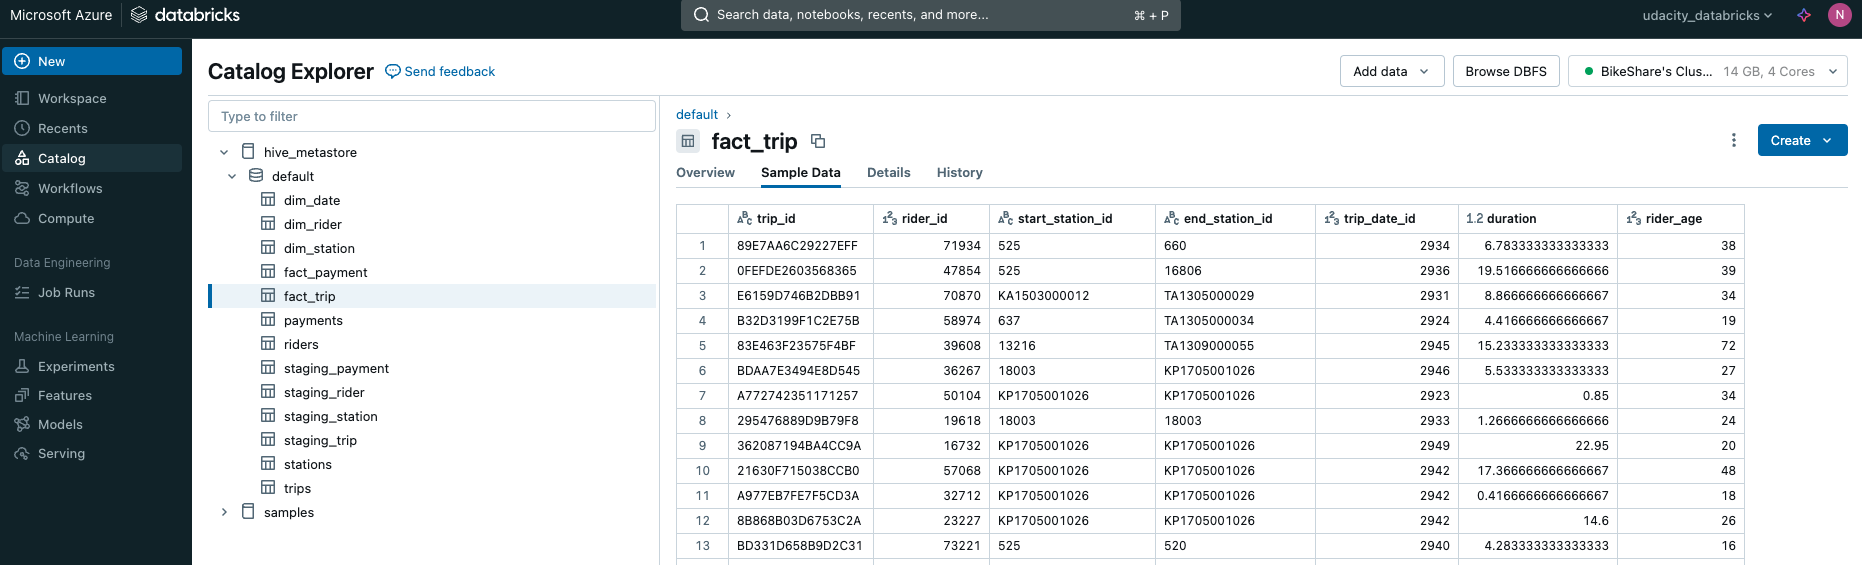 Microsoft Azure databricks Search data, notebooks, recents, and more... ⌘ + P udacity_databricks N
New
Workspace
Recents
Catalog
Workflows
Compute
Data Engineering
Job Runs
Machine Learning
Experiments
Features
Models
Serving
Catalog Explorer Send feedback Add data Browse DBFS BikeShare's Clus... 14 GB, 4 Cores
Type to filter
hive_metastore
default
dim_date
dim_rider
dim_station
fact_payment
fact_trip
payments
riders
staging_payment
staging_rider
staging_station
staging_trip
stations
trips
samples
default ›
fact_trip Create
Overview Sample Data Details History
ABC trip_id 123 rider_id ABC start_station_id ABC end_station_id 123 trip_date_id 1.2 duration 123 rider_age
1 89E7AA6C29227EFF 71934 525 660 2934 6.783333333333333 38
2 0FEFDE2603568365 47854 525 16806 2936 19.516666666666666 39
3 E6159D746B2DBB91 70870 KA1503000012 TA1305000029 2931 8.866666666666667 34
4 B32D3199F1C2E75B 58974 637 TA1305000034 2924 4.416666666666667 19
5 83E463F23575F4BF 39608 13216 TA1309000055 2945 15.233333333333333 72
6 BDAA7E3494E8D545 36267 18003 KP1705001026 2946 5.533333333333333 27
7 A772742351171257 50104 KP1705001026 KP1705001026 2923 0.85 34
8 295476889D9B79F8 19618 18003 18003 2933 1.2666666666666666 24
9 362087194BA4CC9A 16732 KP1705001026 KP1705001026 2949 22.95 20
10 21630F715038CCB0 57068 KP1705001026 KP1705001026 2942 17.366666666666667 48
11 A977EB7FE7F5CD3A 32712 KP1705001026 KP1705001026 2942 0.4166666666666667 18
12 8B868B03D6753C2A 23227 KP1705001026 KP1705001026 2942 14.6 26
13 BD331D658B9D2C31 73221 525 520 2940 4.283333333333333 16